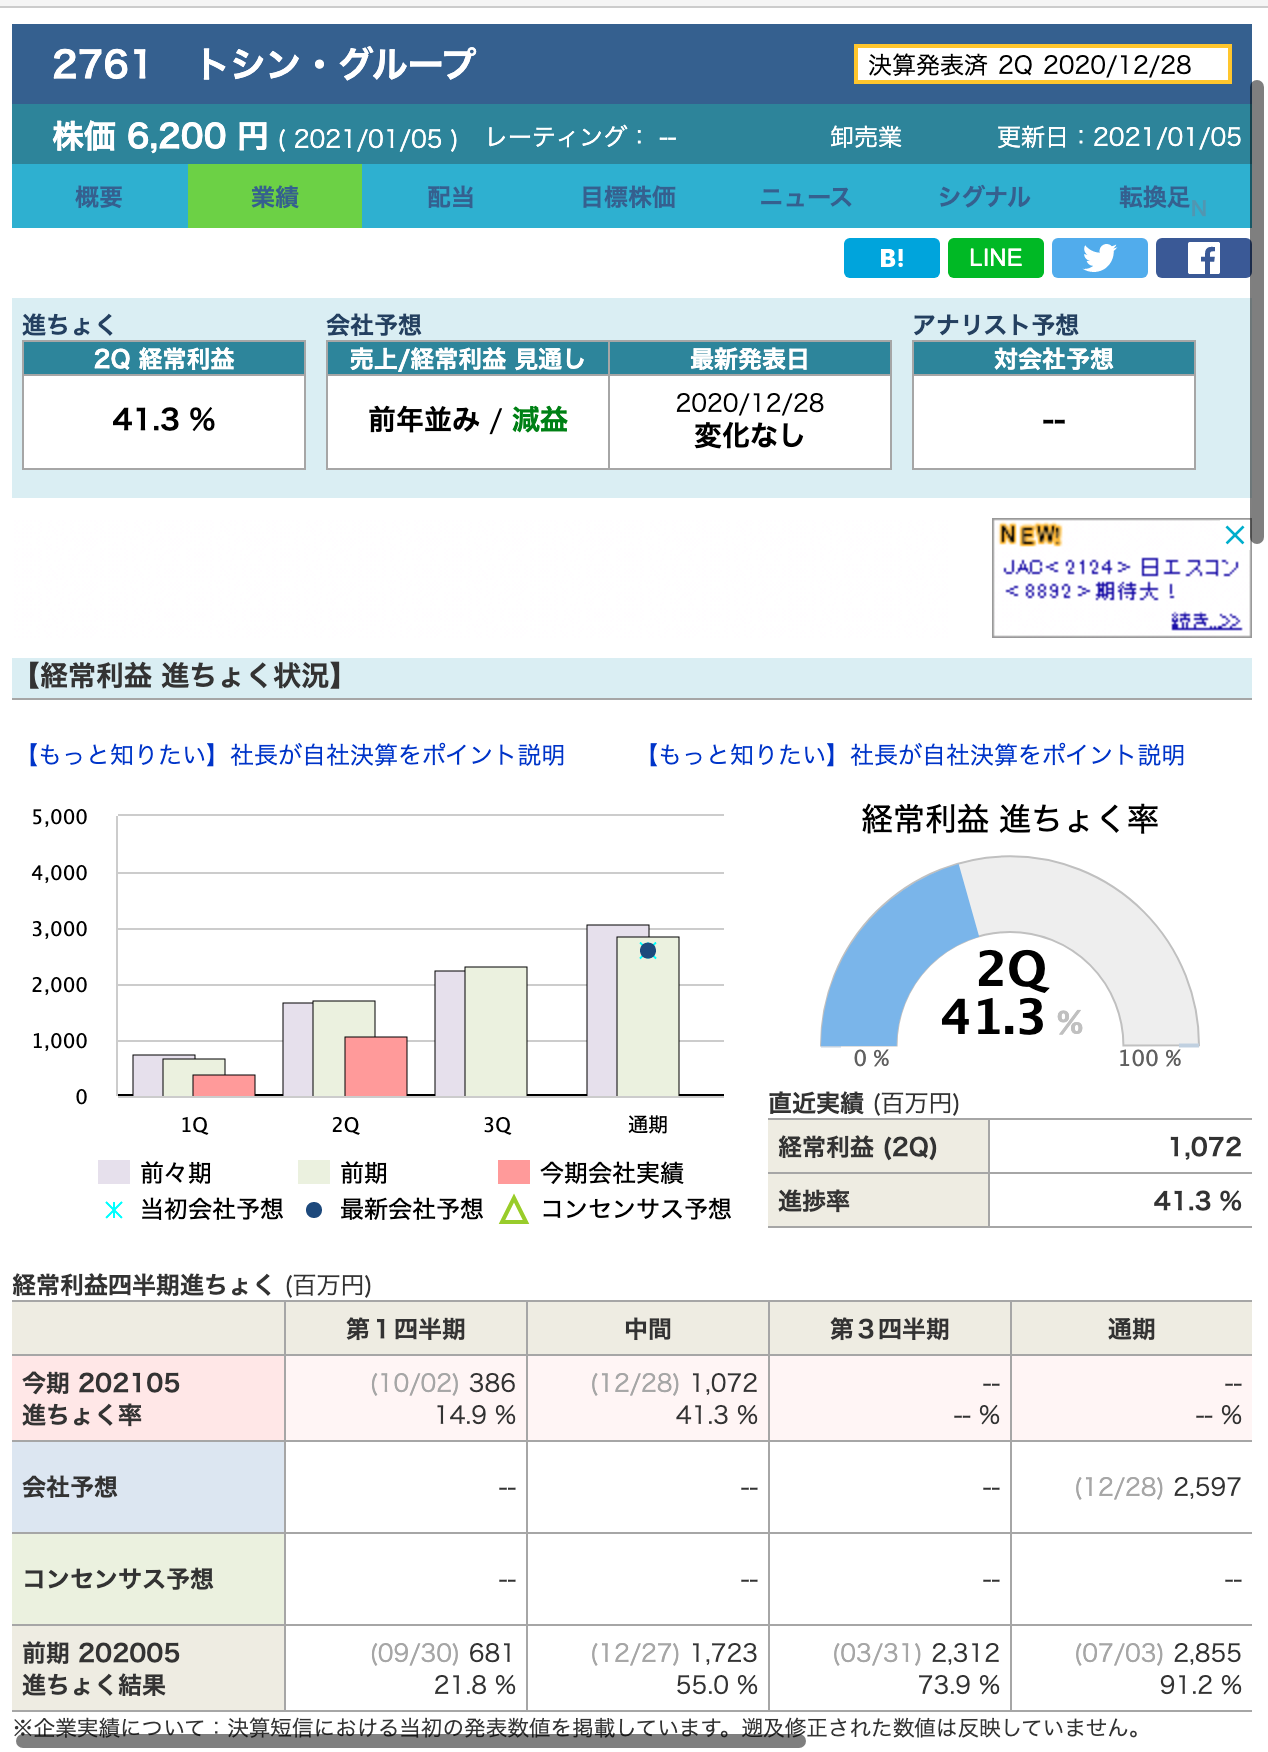 2761 トシン・グループ
決算発表済 2Q 2020/12/28
株価 6,200 円 ( 2021/01/05 ) レーティング： -- 卸売業 更新日：2021/01/05
概要 業績 配当 目標株価 ニュース シグナル 転換足
N
B! LINE
進ちょく 会社予想 アナリスト予想
2Q 経常利益 売上/経常利益 見通し 最新発表日 対会社予想
41.3 % 前年並み / 減益 2020/12/28 --
変化なし
NEW!
JAC<2124> 日エスコン
<8892>期待大！
続き..>>
【経常利益 進ちょく状況】
【もっと知りたい】社長が自社決算をポイント説明 【もっと知りたい】社長が自社決算をポイント説明
経常利益 進ちょく率
5,000
4,000
3,000
2,000
1,000
0
1Q 2Q 3Q 通期
2Q
41.3 %
0 % 100 %
前々期 前期 今期会社実績
当初会社予想 最新会社予想 コンセンサス予想
直近実績 (百万円)
経常利益 (2Q) 1,072
進捗率 41.3 %
経常利益四半期進ちょく (百万円)
第１四半期 中間 第３四半期 通期
今期 202105 (10/02) 386 (12/28) 1,072 -- --
進ちょく率 14.9 % 41.3 % -- % -- %
会社予想 -- -- -- (12/28) 2,597
コンセンサス予想 -- -- -- --
前期 202005 (09/30) 681 (12/27) 1,723 (03/31) 2,312 (07/03) 2,855
進ちょく結果 21.8 % 55.0 % 73.9 % 91.2 %
※企業実績について：決算短信における当初の発表数値を掲載しています。遡及修正された数値は反映していません。